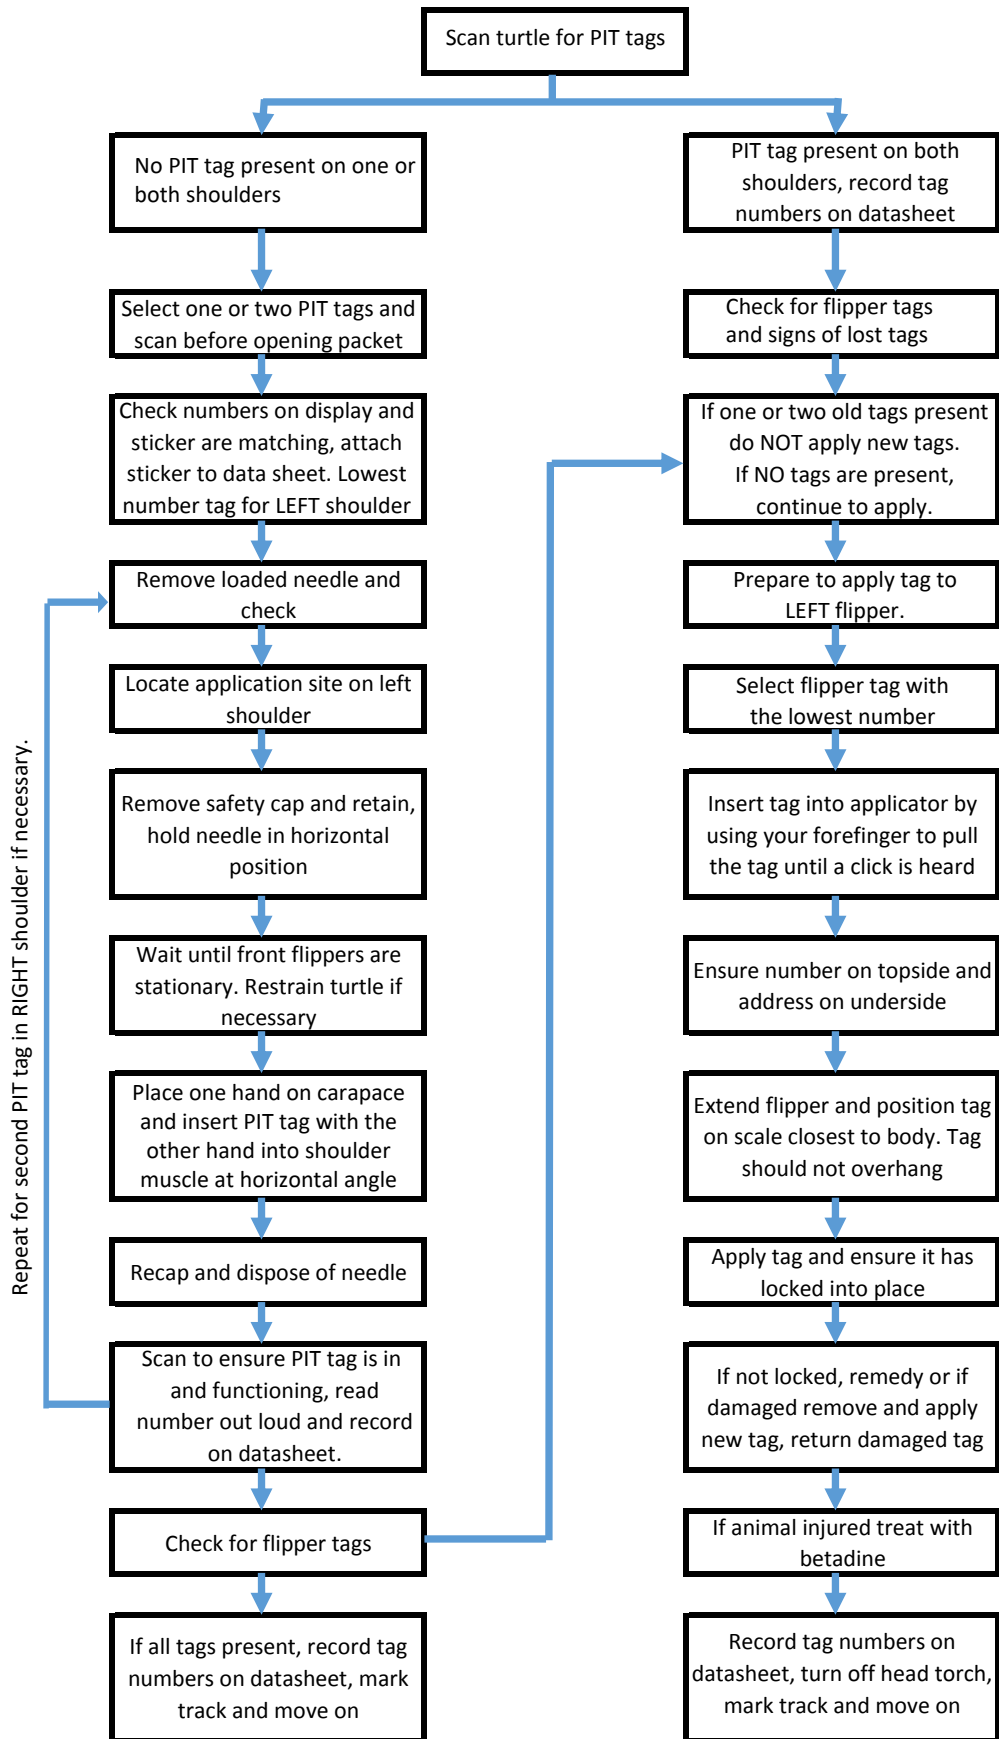 Scan turtle for PIT tags
No PIT tag present on one or
both shoulders
Select one or two PIT tags and
scan before opening packet
Check numbers on display and
sticker are matching, attach
sticker to data sheet. Lowest
number tag for LEFT shoulder
Remove loaded needle and
check
Locate application site on left
shoulder
Remove safety cap and retain,
hold needle in horizontal
position
Wait until front flippers are
stationary. Restrain turtle if
necessary
Place one hand on carapace
and insert PIT tag with the
other hand into shoulder
muscle at horizontal angle
Recap and dispose of needle
Scan to ensure PIT tag is in
and functioning, read
number out loud and record
on datasheet.
Repeat for second PIT tag in RIGHT shoulder if necessary.
Check for flipper tags
If all tags present, record tag
numbers on datasheet, mark
track and move on
PIT tag present on both
shoulders, record tag
numbers on datasheet
Check for flipper tags
and signs of lost tags
If one or two old tags present
do NOT apply new tags.
If NO tags are present,
continue to apply.
Prepare to apply tag to
LEFT flipper.
Select flipper tag with
the lowest number
Insert tag into applicator by
using your forefinger to pull
the tag until a click is heard
Ensure number on topside and
address on underside
Extend flipper and position tag
on scale closest to body. Tag
should not overhang
Apply tag and ensure it has
locked into place
If not locked, remedy or if
damaged remove and apply
new tag, return damaged tag
If animal injured treat with
betadine
Record tag numbers on
datasheet, turn off head torch,
mark track and move on